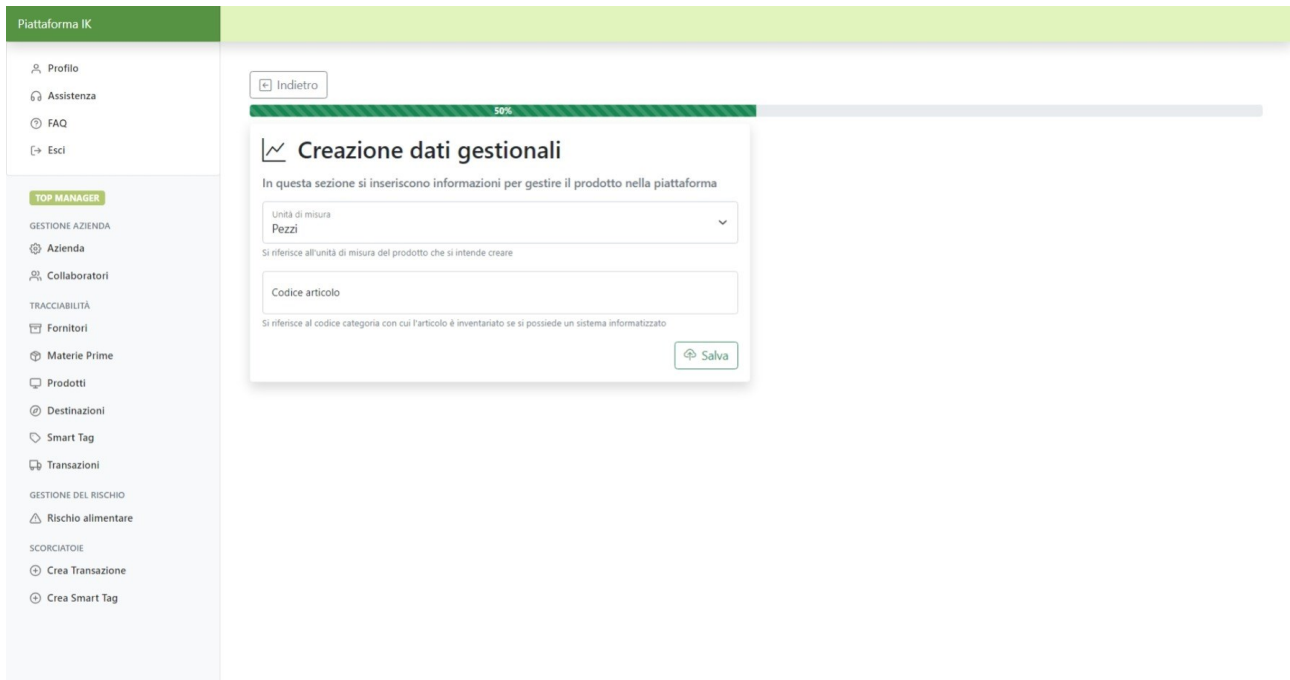 Piattaforma IK
Profilo
Assistenza
FAQ
Esci
TOP MANAGER
GESTIONE AZIENDA
Azienda
Collaboratori
TRACCIABILITÀ
Fornitori
Materie Prime
Prodotti
Destinazioni
Smart Tag
Transazioni
GESTIONE DEL RISCHIO
Rischio alimentare
SCORCIATOIE
Crea Transazione
Crea Smart Tag
Indietro
50%
Creazione dati gestionali
In questa sezione si inseriscono informazioni per gestire il prodotto nella piattaforma
Unità di misura
Pezzi
Si riferisce all'unità di misura del prodotto che si intende creare
Codice articolo
Si riferisce al codice categoria con cui l'articolo è inventariato se si possiede un sistema informatizzato
Salva